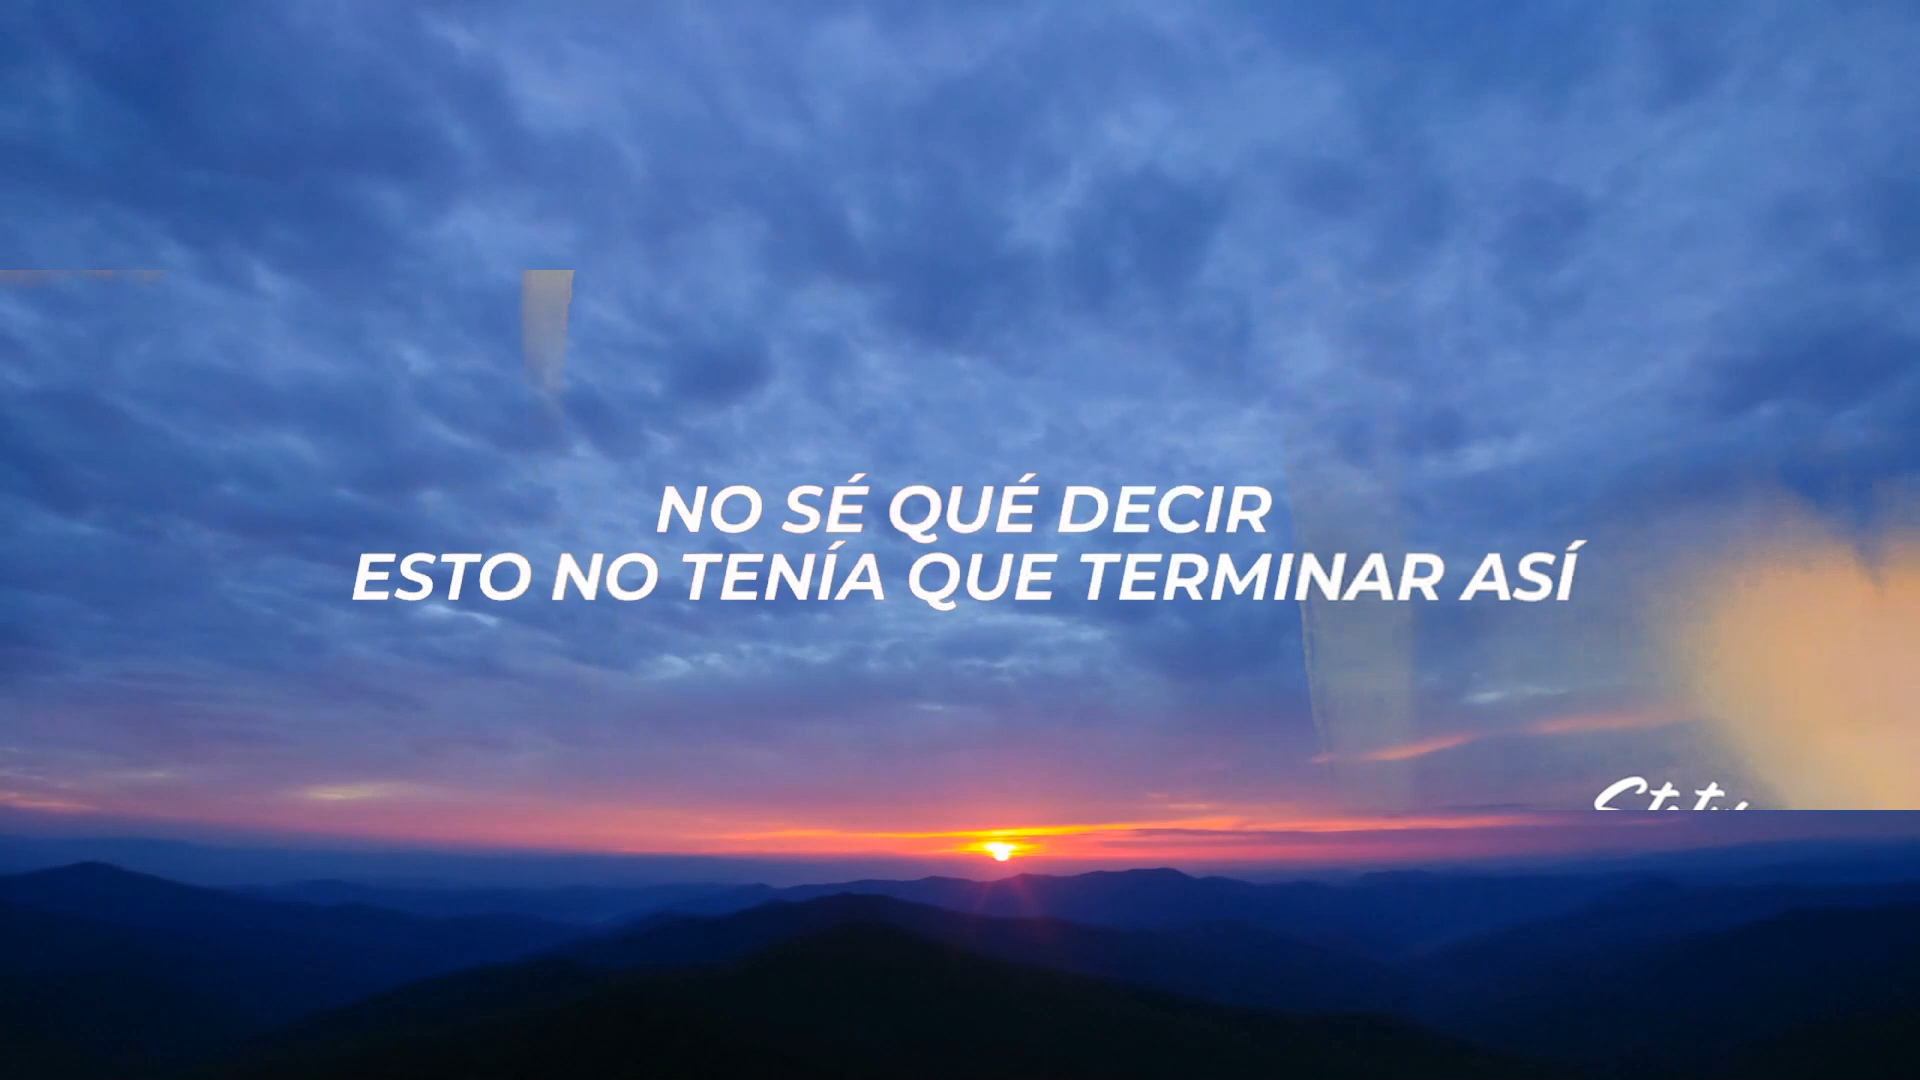 NO SÉ QUÉ DECIR
ESTO NO TENÍA QUE TERMINAR ASÍ